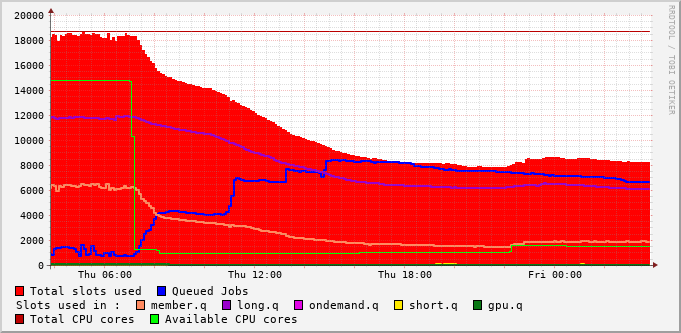 RRDTOOL / TOBI OETIKER
20000
18000
16000
14000
12000
10000
8000
6000
4000
2000
0
Thu 06:00 Thu 12:00 Thu 18:00 Fri 00:00
Total slots used Queued Jobs
Slots used in : member.q long.q ondemand.q short.q gpu.q
Total CPU cores Available CPU cores